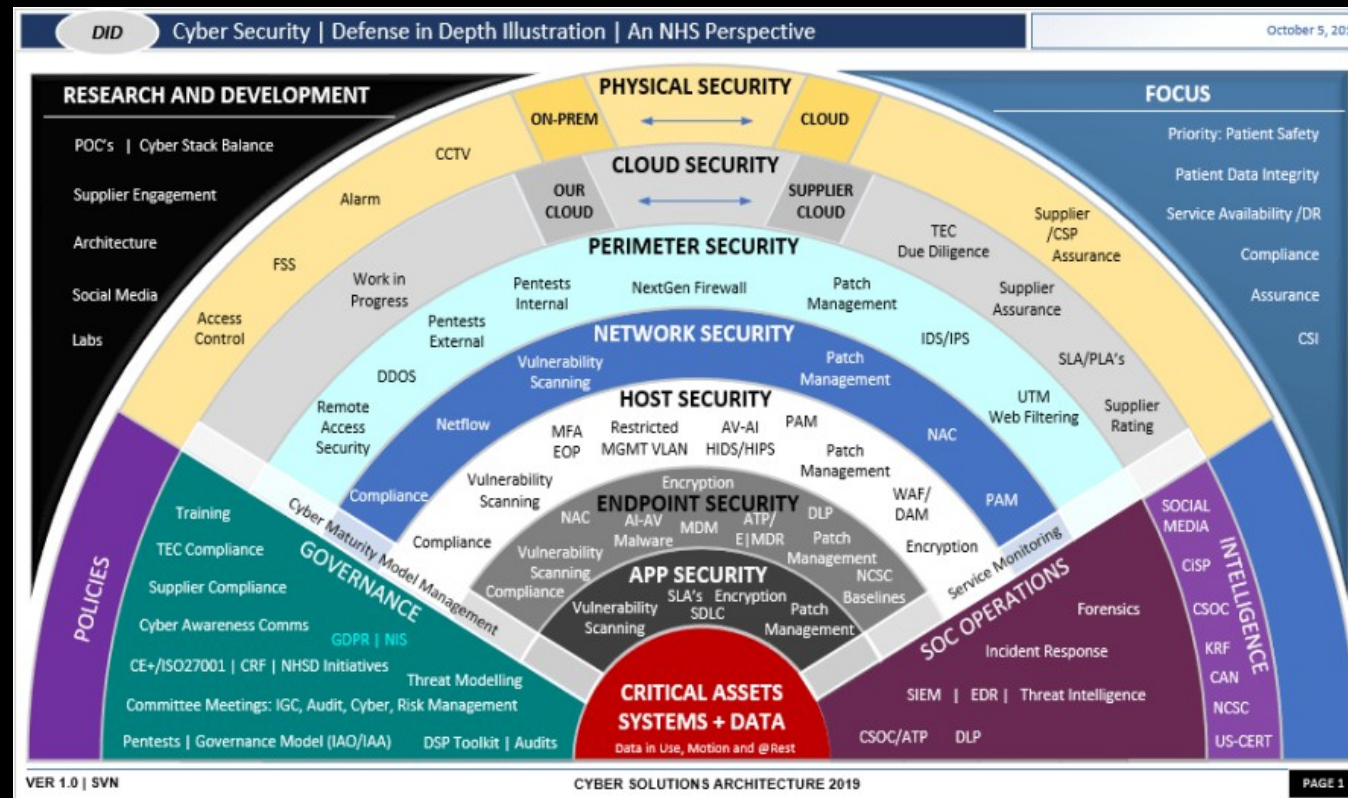 DID
Cyber Security | Defense in Depth Illustration | An NHS Perspective
October 5,
RESEARCH AND DEVELOPMENT
POC's | Cyber Stack Balance
Supplier Engagement
Architecture
Social Media
Labs
FOCUS
Priority: Patient Safety
Patient Data Integrity
Service Availability /DR
Compliance
Assurance
CSI
PHYSICAL SECURITY
ON-PREM
CLOUD
CCTV
Alarm
FSS
Access
Control
Supplier
/CSP
Assurance
CLOUD SECURITY
OUR
CLOUD
SUPPLIER
CLOUD
Work in
Progress
TEC
Due Diligence
Supplier
Assurance
SLA/PLA's
Supplier
Rating
PERIMETER SECURITY
Pentests
Internal
NextGen Firewall
Patch
Management
Pentests
External
IDS/IPS
DDOS
UTM
Web Filtering
Remote
Access
Security
NETWORK SECURITY
Vulnerability
Scanning
Patch
Management
Netflow
NAC
Compliance
PAM
HOST SECURITY
MFA
EOP
Restricted
MGMT VLAN
AV-AI
HIDS/HIPS
PAM
Patch
Management
Vulnerability
Scanning
WAF/
DAM
Compliance
Encryption
Encryption
ENDPOINT SECURITY
NAC
AI-AV
Malware
MDM
ATP/
E|MDR
DLP
Patch
Management
Vulnerability
Scanning
NCSC
Baselines
Compliance
APP SECURITY
SLA's
Encryption
SDLC
Vulnerability
Scanning
Patch
Management
CRITICAL ASSETS
SYSTEMS + DATA
Data in Use, Motion and @Rest
Cyber Maturity Model Management
Service Monitoring
POLICIES
GOVERNANCE
Training
TEC Compliance
Supplier Compliance
Cyber Awareness Comms
GDPR | NIS
CE+/ISO27001 | CRF | NHSD Initiatives
Threat Modelling
Committee Meetings: IGC, Audit, Cyber, Risk Management
Pentests | Governance Model (IAO/IAA)
DSP Toolkit | Audits
SOC OPERATIONS
Forensics
Incident Response
SIEM | EDR | Threat Intelligence
CSOC/ATP
DLP
INTELLIGENCE
SOCIAL
MEDIA
CiSP
CSOC
KRF
CAN
NCSC
US-CERT
VER 1.0 | SVN
CYBER SOLUTIONS ARCHITECTURE 2019
PAGE 1